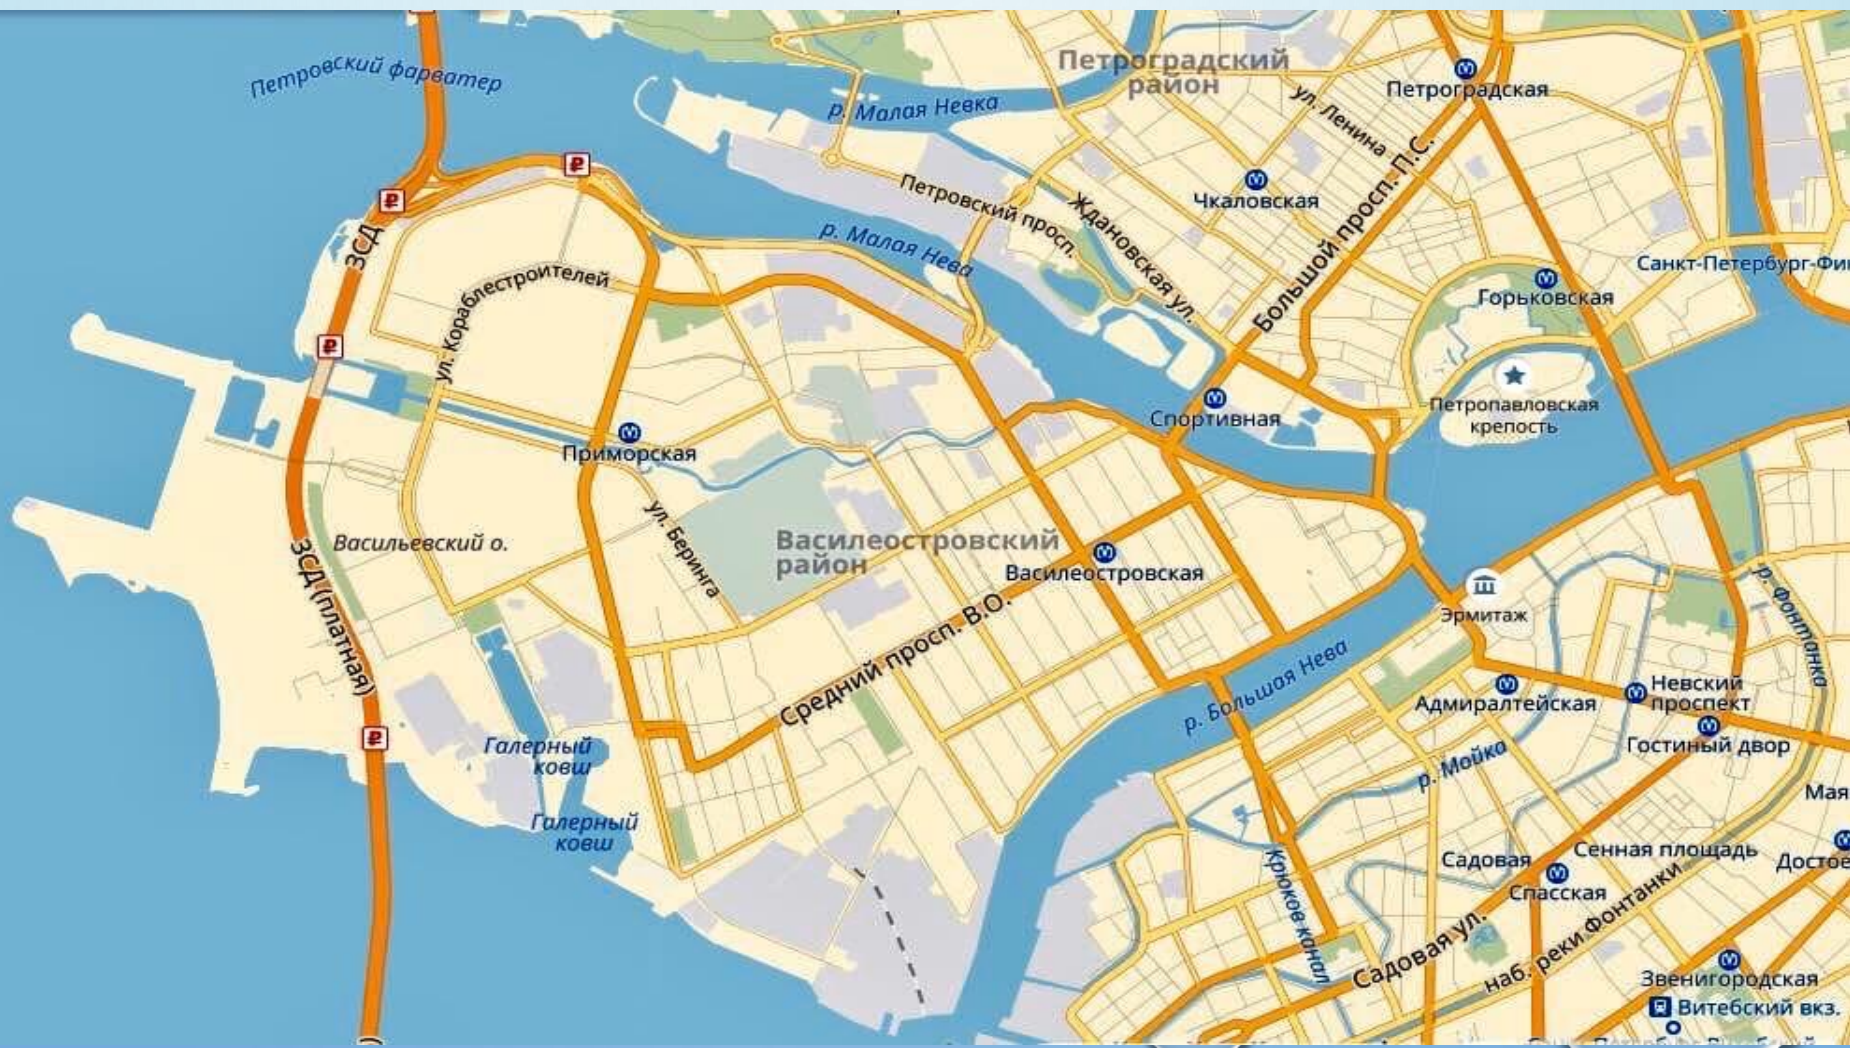 Петровский фарватер
Петроградский
район
Петроградская
р. Малая Невка
ул. Ленина
Чкаловская
Петровский просп.
Ждановская ул.
Большой просп. П.С.
ЗСД
р. Малая Нева
Санкт-Петербург-Фин
Горьковская
ул. Кораблестроителей
Петропавловская
крепость
Спортивная
Приморская
ул. Беринга
Васильевский о.
Василеостровский
район
Василеостровская
ЗСД(платная)
Эрмитаж
р. Фонтанка
Средний просп. В.О.
р. Большая Нева
Невский
проспект
Адмиралтейская
Гостиный двор
Галерный
ковш
р. Мойка
Мая
Галерный
ковш
Крюков канал
Садовая
Сенная площадь
Достое
Спасская
Садовая ул.
наб. реки Фонтанки
Звенигородская
Витебский вкз.